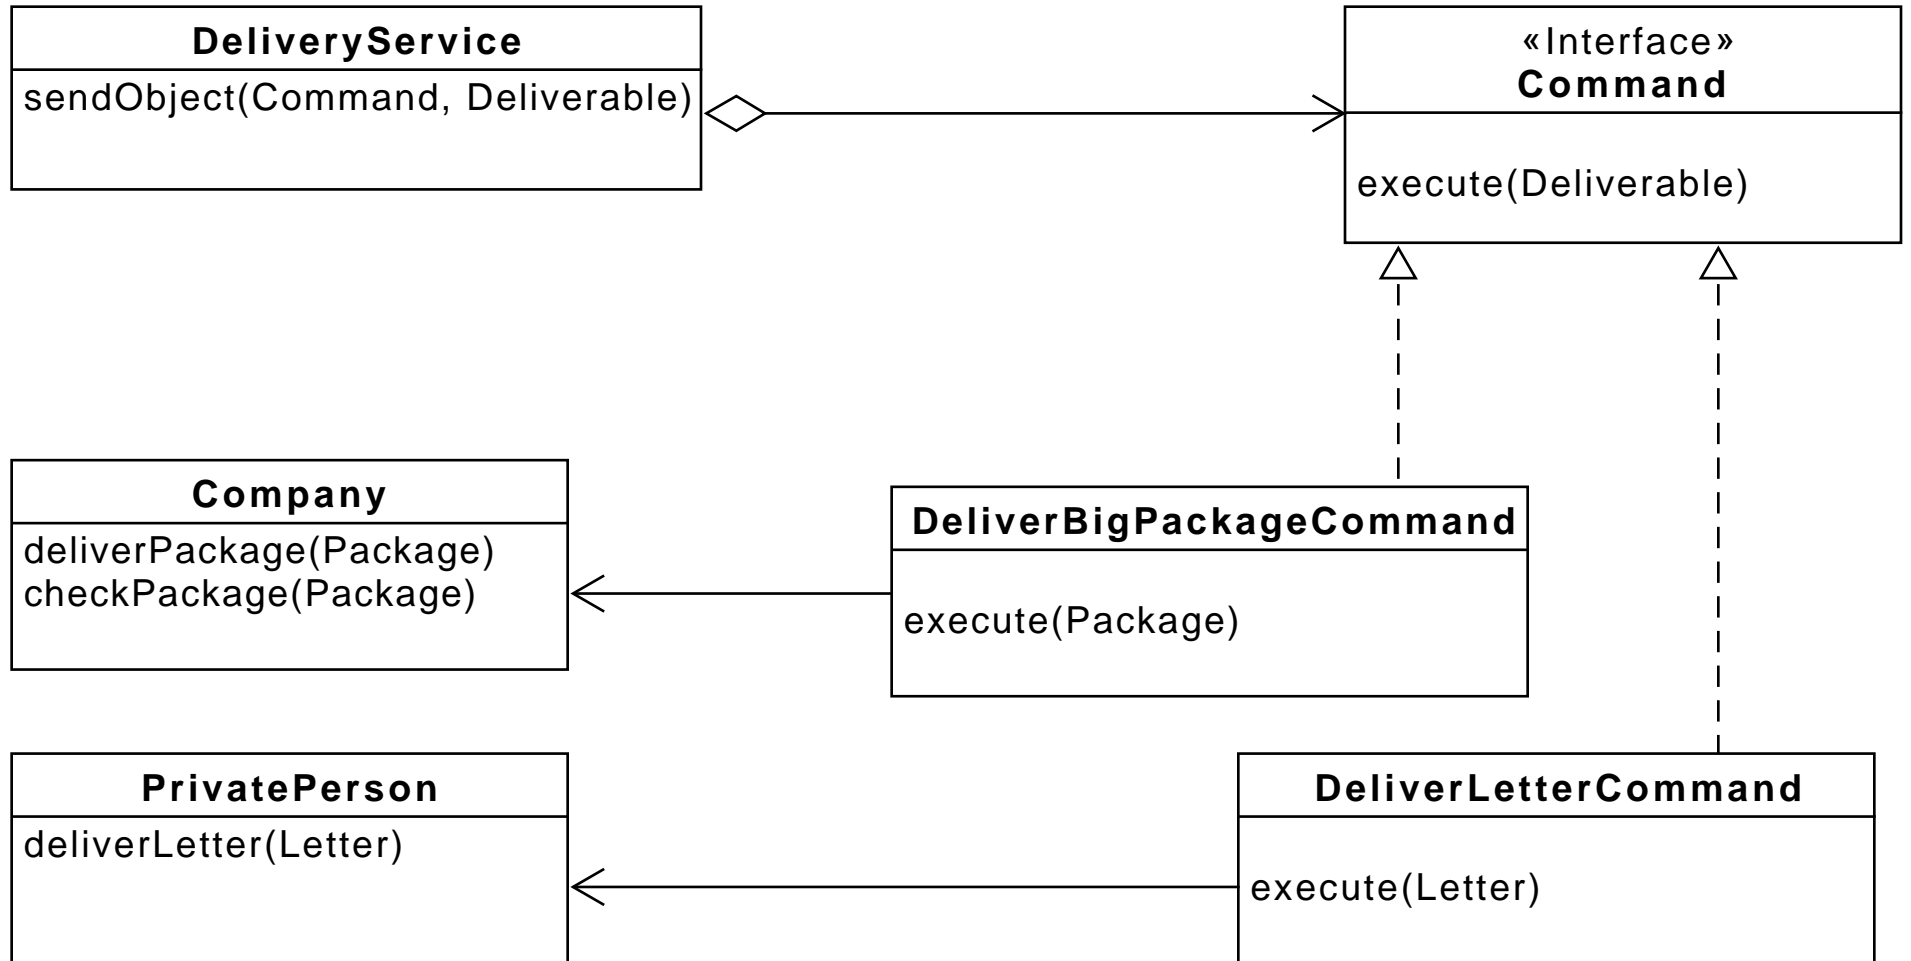 DeliveryService
sendObject(Command, Deliverable)
«Interface»
Command
execute(Deliverable)
Company
deliverPackage(Package)
checkPackage(Package)
DeliverBigPackageCommand
execute(Package)
PrivatePerson
deliverLetter(Letter)
DeliverLetterCommand
execute(Letter)